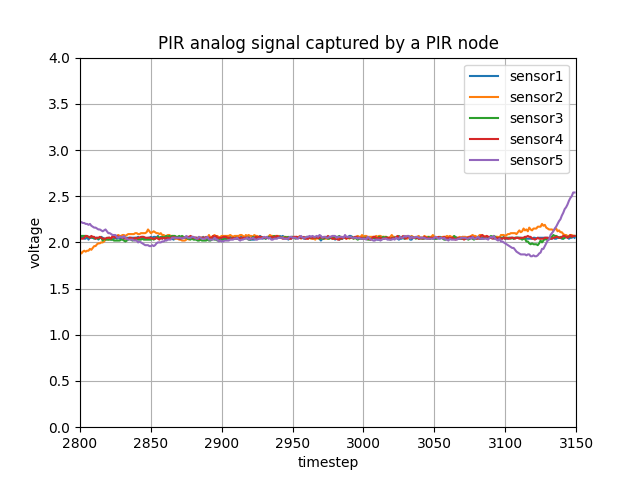 PIR analog signal captured by a PIR node
4.0
3.5
3.0
2.5
2.0
1.5
1.0
0.5
0.0
voltage
sensor1
sensor2
sensor3
sensor4
sensor5
2800 2850 2900 2950 3000 3050 3100 3150
timestep